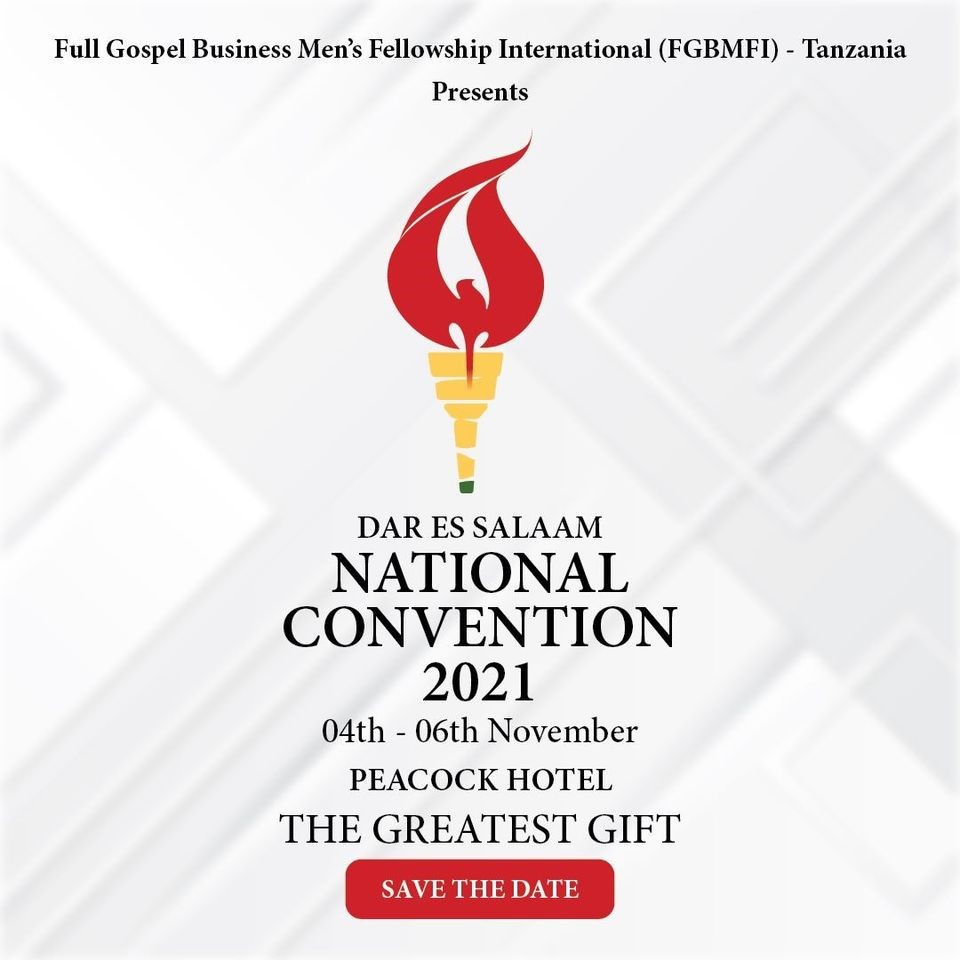 Full Gospel Business Men's Fellowship International (FGBMFI) - Tanzania
Presents
DAR ES SALAAM
NATIONAL
CONVENTION
2021
04th - 06th November
PEACOCK HOTEL
THE GREATEST GIFT
SAVE THE DATE